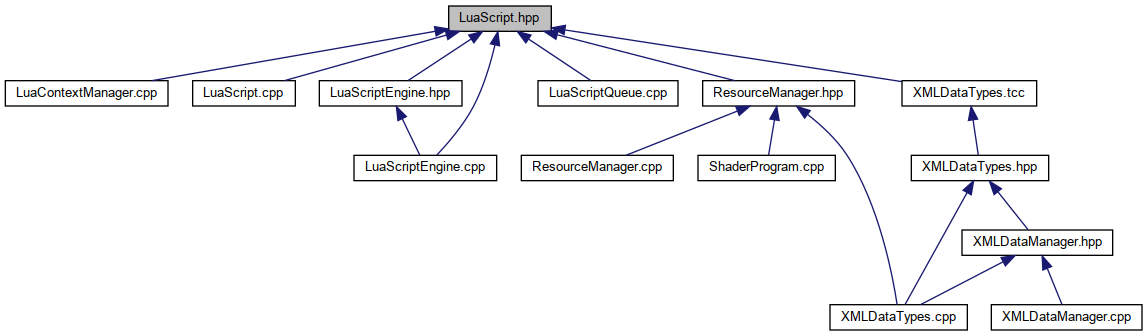 LuaScript.hpp
LuaContextManager.cpp
LuaScript.cpp
LuaScriptEngine.hpp
LuaScriptQueue.cpp
ResourceManager.hpp
XMLDataTypes.tcc
LuaScriptEngine.cpp
ResourceManager.cpp
ShaderProgram.cpp
XMLDataTypes.hpp
XMLDataManager.hpp
XMLDataTypes.cpp
XMLDataManager.cpp